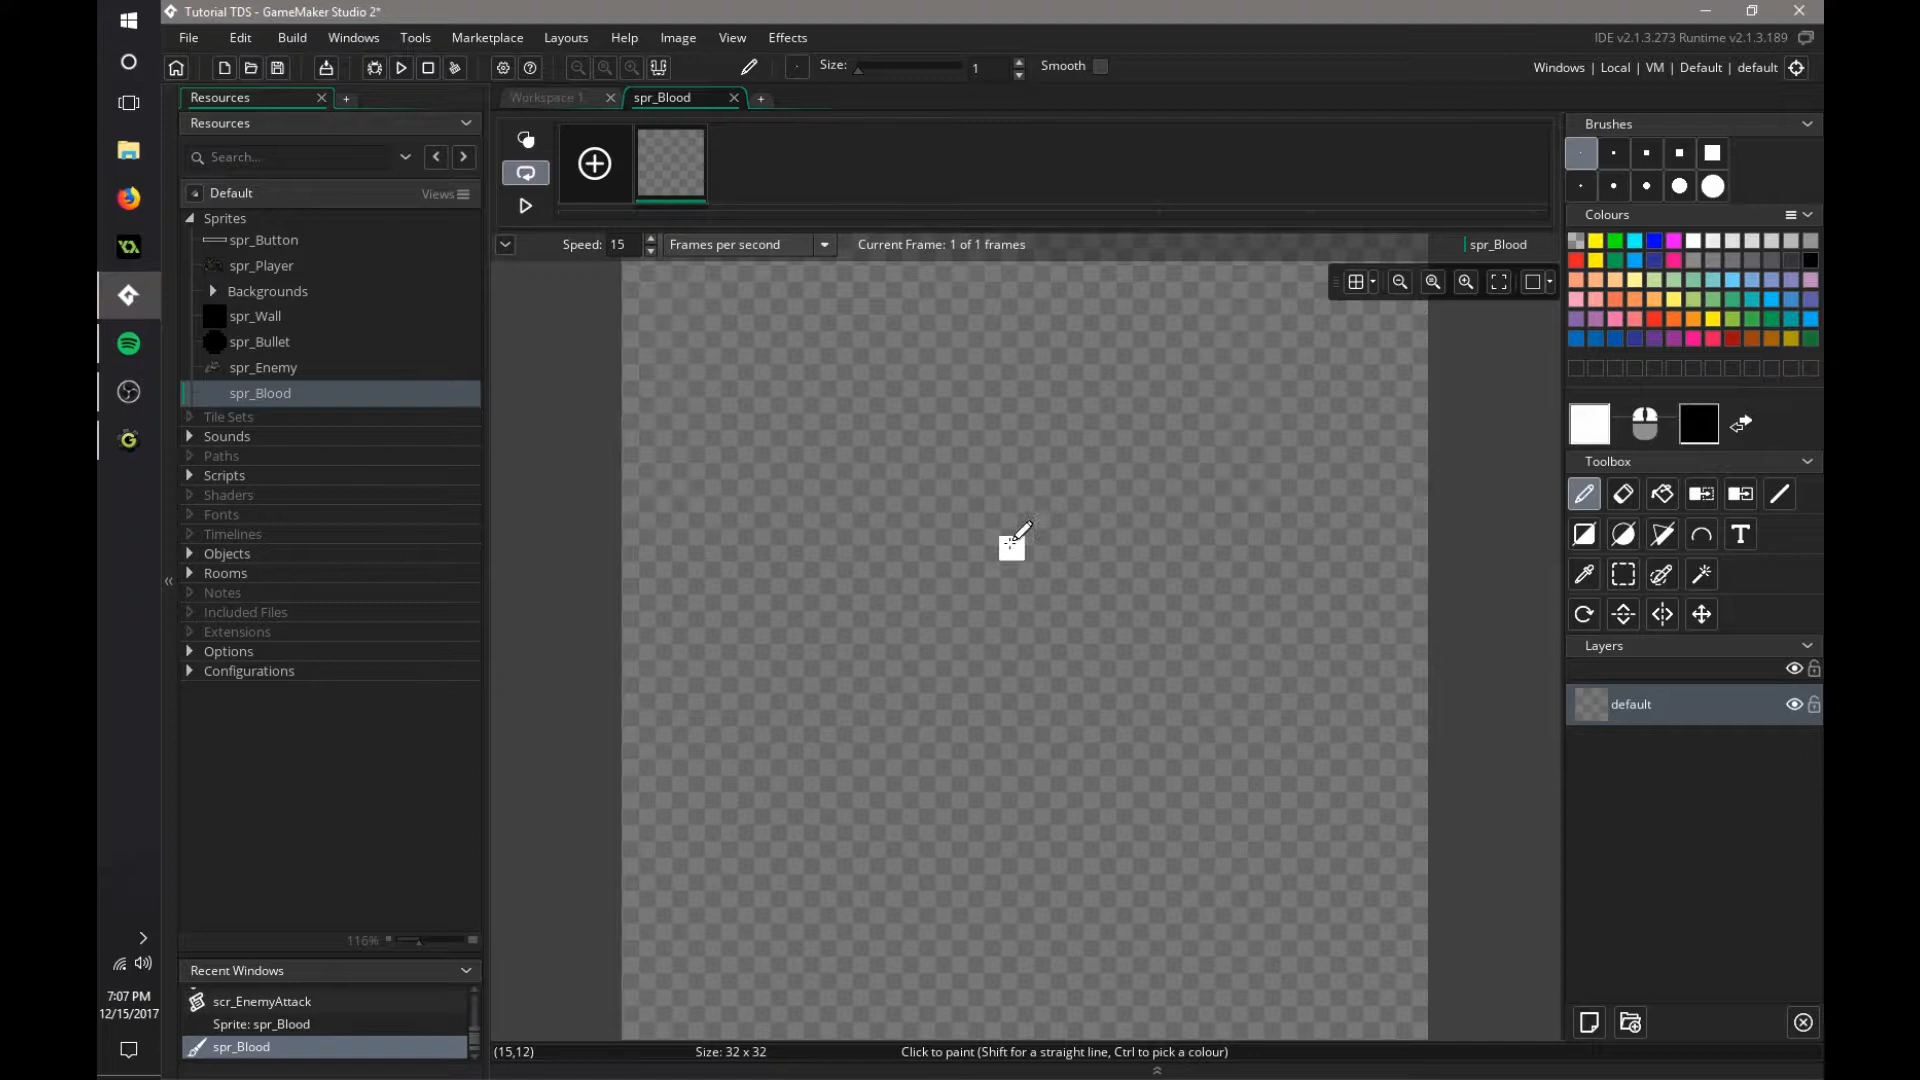 Tutorial TDS - GameMaker Studio 2*
File Edit Build Windows Tools Marketplace Layouts Help Image View Effects
IDE v2.1.3.273 Runtime v2.1.3.189
Size: 1 Smooth
Windows | Local | VM | Default | default
Resources
Workspace 1
spr_Blood
Resources
Search...
Default
Views
Sprites
spr_Button
spr_Player
Backgrounds
spr_Wall
spr_Bullet
spr_Enemy
spr_Blood
Tile Sets
Sounds
Paths
Scripts
Shaders
Fonts
Timelines
Objects
Rooms
Notes
Included Files
Extensions
Options
Configurations
116%
Recent Windows
scr_EnemyAttack
Sprite: spr_Blood
spr_Blood
Speed: 15 Frames per second Current Frame: 1 of 1 frames
spr_Blood
Brushes
Colours
Toolbox
T
Layers
default
(15,12) Size: 32 x 32 Click to paint (Shift for a straight line, Ctrl to pick a colour)
7:07 PM
12/15/2017